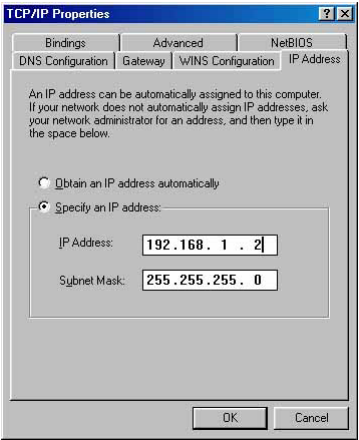 TCP/IP Properties
Bindings Advanced NetBIOS
DNS Configuration Gateway WINS Configuration IP Address
An IP address can be automatically assigned to this computer.
If your network does not automatically assign IP addresses, ask
your network administrator for an address, and then type it in
the space below.
Obtain an IP address automatically
Specify an IP address:
IP Address: 192.168. 1 . 2
Subnet Mask: 255.255.255. 0
OK Cancel